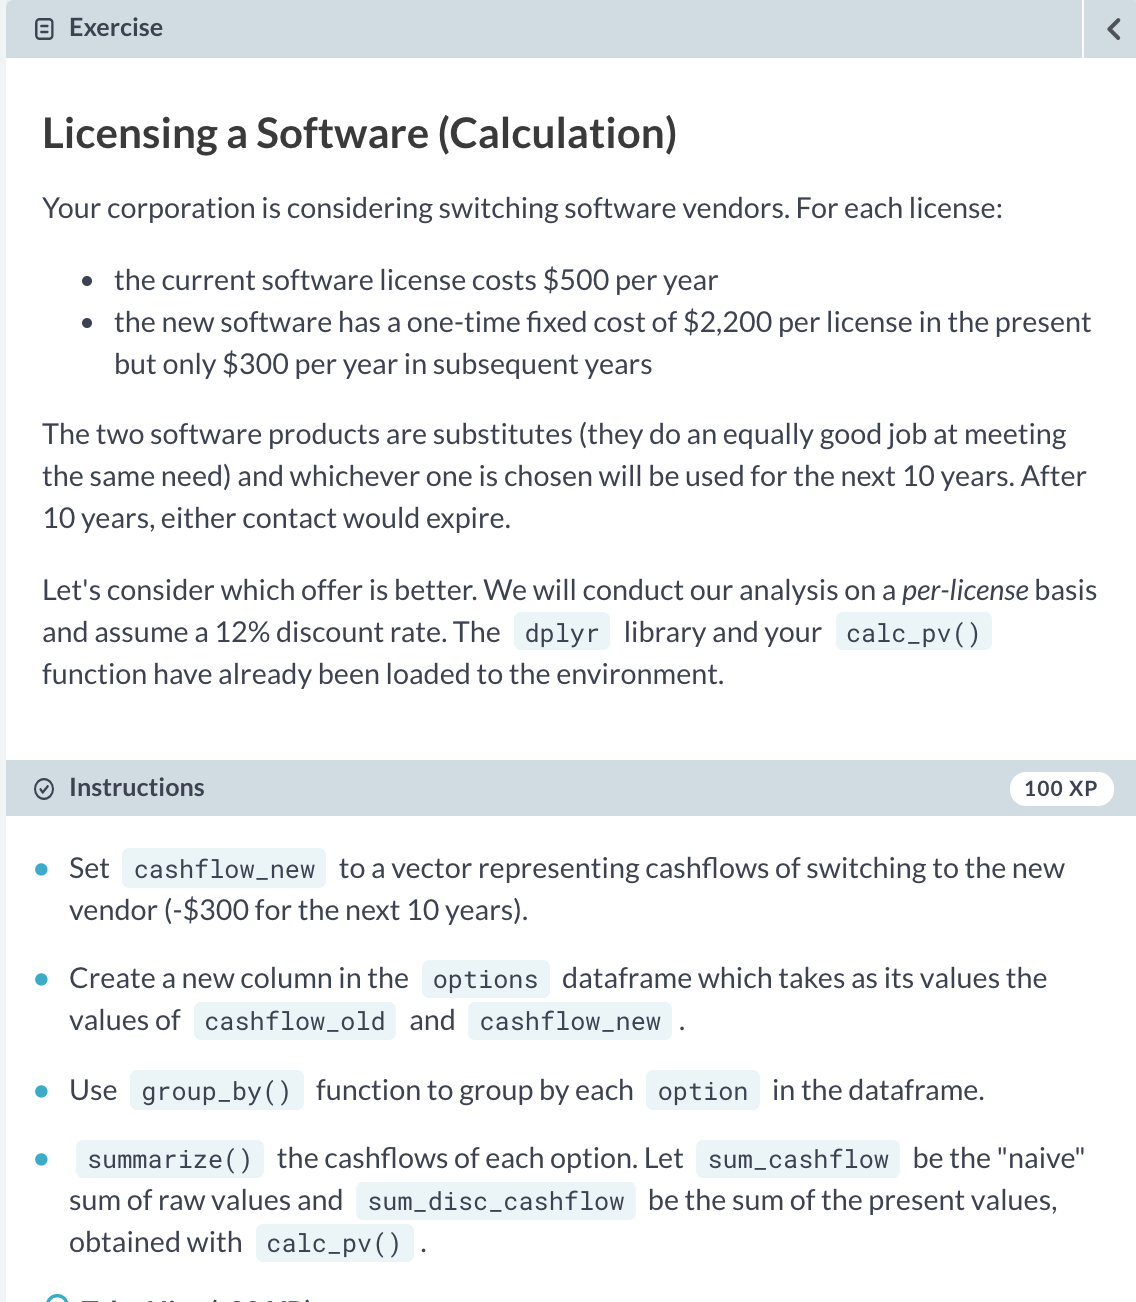 Exercise
Licensing a Software (Calculation)
Your corporation is considering switching software vendors. For each license:
the current software license costs $500 per year
the new software has a one-time fixed cost of $2,200 per license in the present
but only $300 per year in subsequent years
The two software products are substitutes (they do an equally good job at meeting
the same need) and whichever one is chosen will be used for the next 10 years. After
10 years, either contact would expire.
Let's consider which offer is better. We will conduct our analysis on a per-license basis
and assume a 12% discount rate. The dplyr library and your calc_pv()
function have already been loaded to the environment.
Instructions
100 XP
Set cashflow_new to a vector representing cashflows of switching to the new
vendor (-$300 for the next 10 years).
Create a new column in the options dataframe which takes as its values the
values of cashflow_old and cashflow_new .
Use group_by() function to group by each option in the dataframe.
summarize() the cashflows of each option. Let sum_cashflow be the "naive"
sum of raw values and sum_disc_cashflow be the sum of the present values,
obtained with calc_pv() .